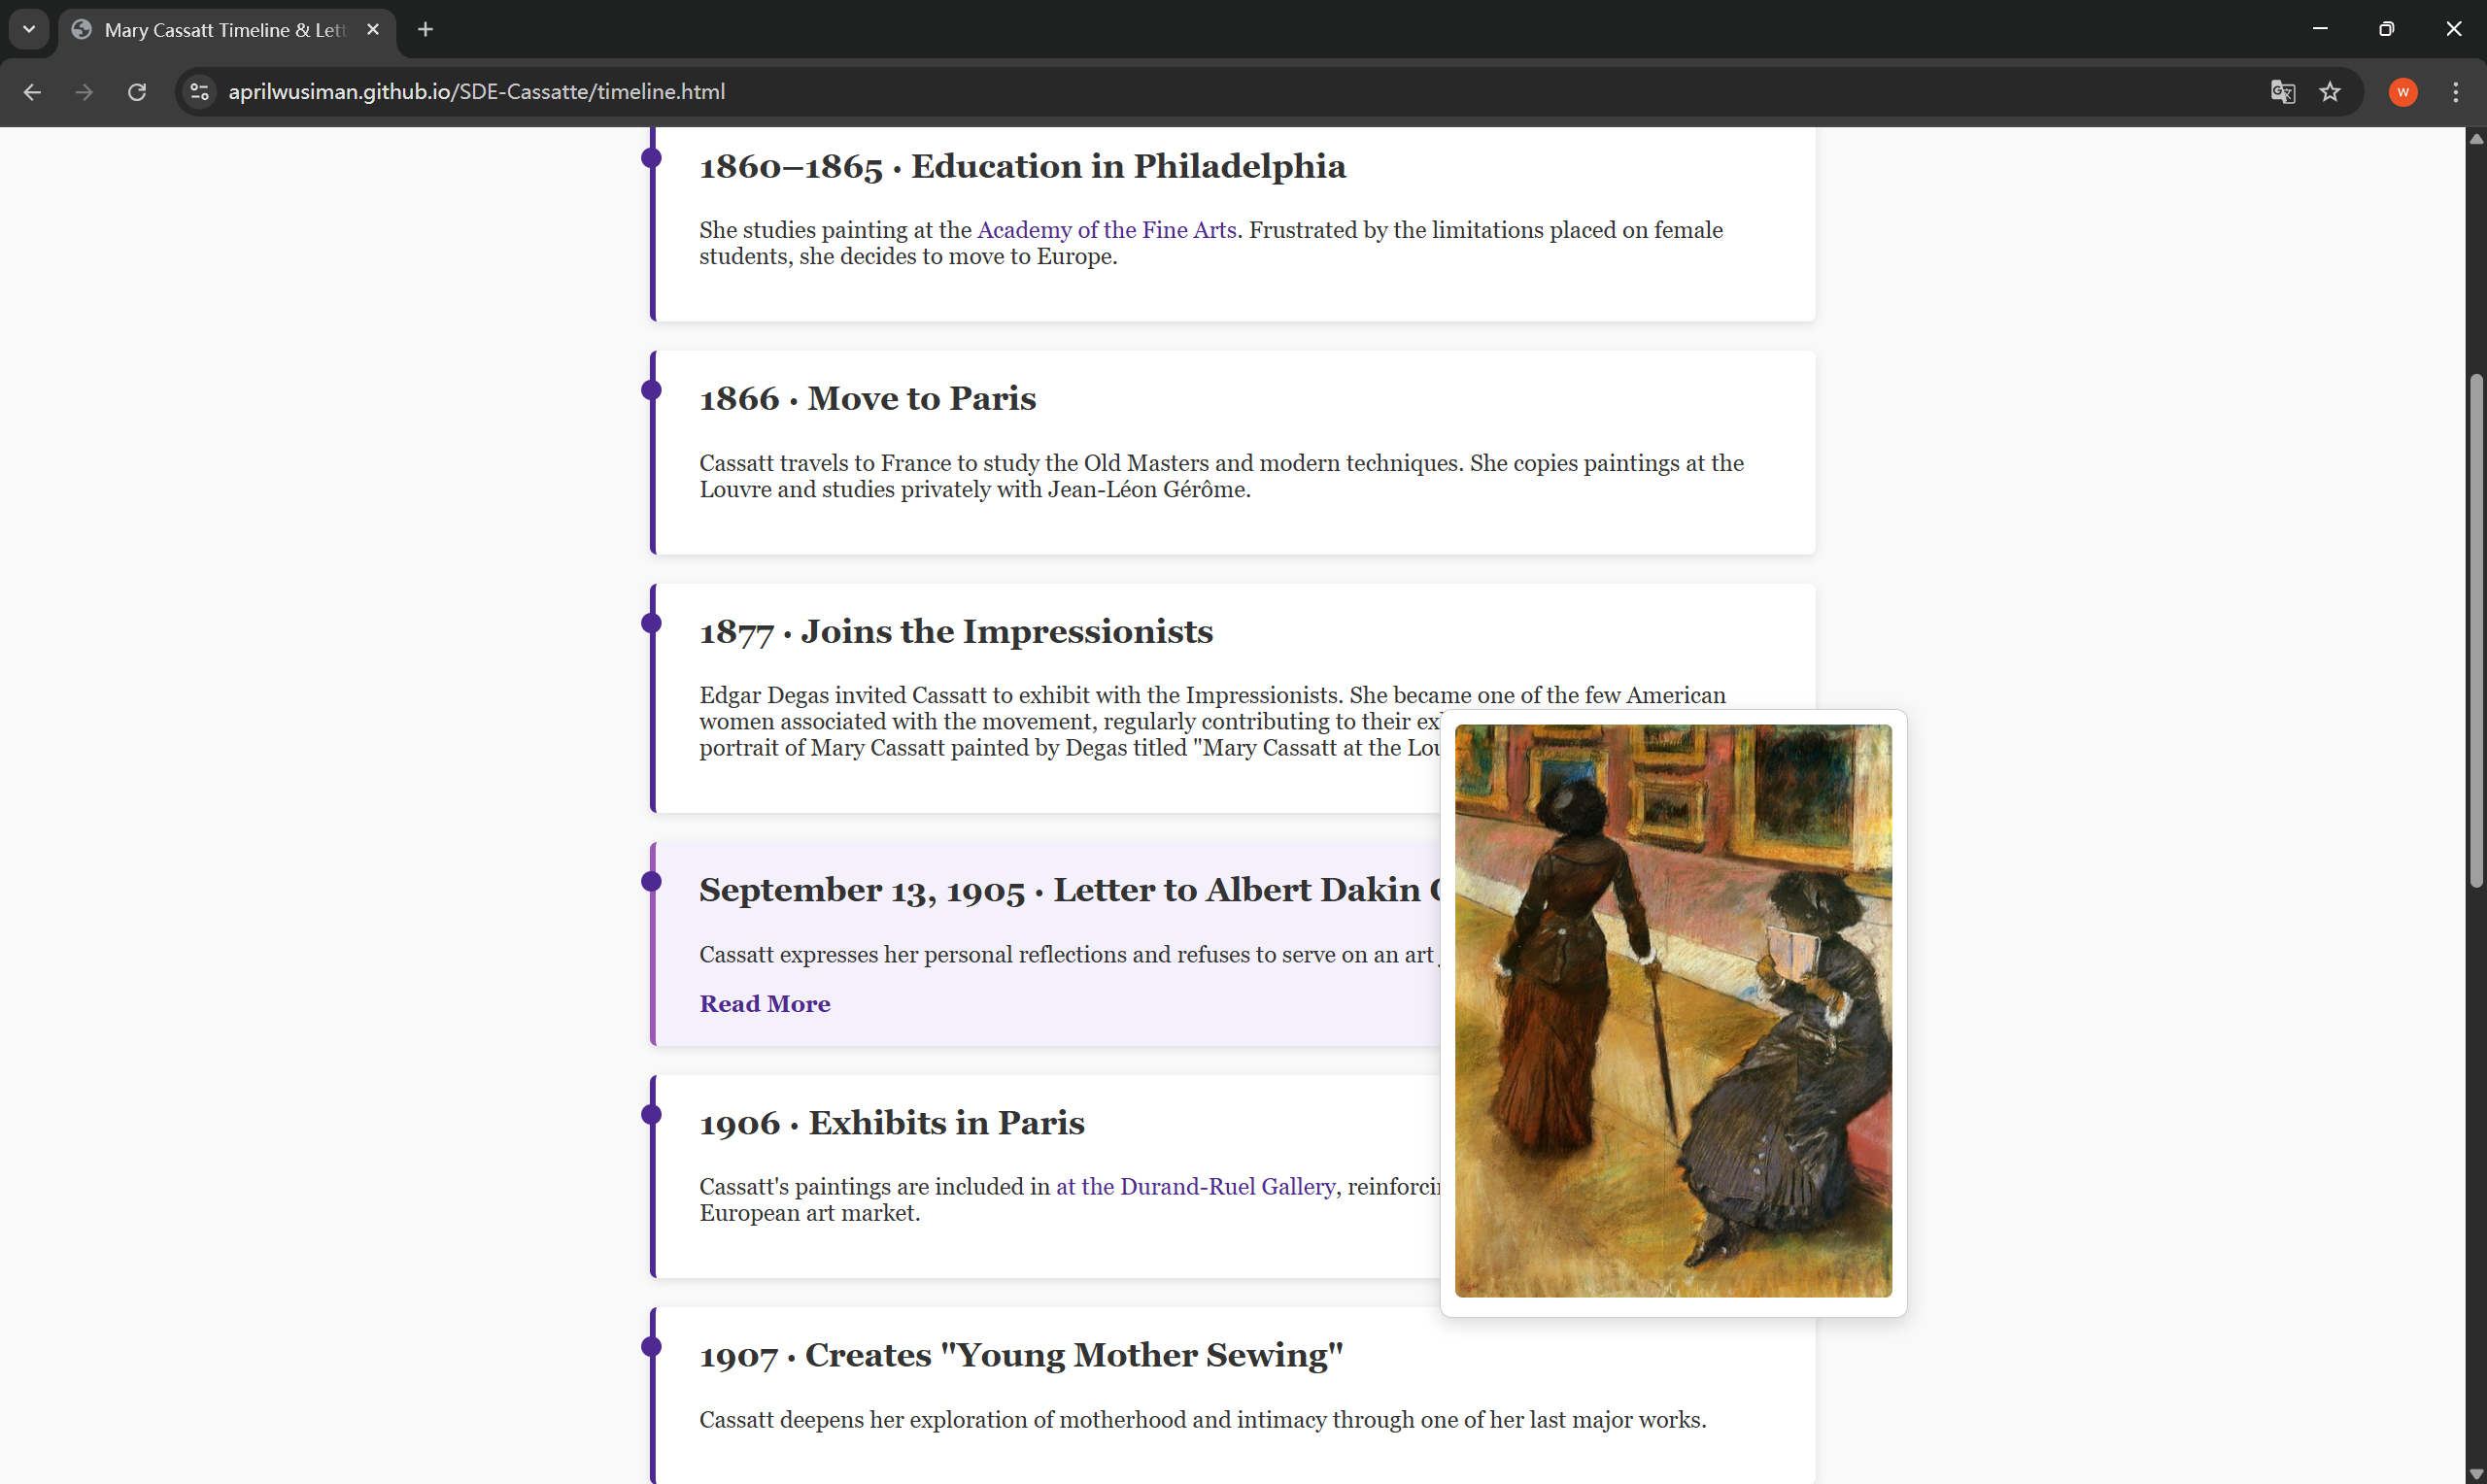 Mary Cassatt Timeline & Lett
aprilwusiman.github.io/SDE-Cassatte/timeline.html
W
1860–1865 · Education in Philadelphia
She studies painting at the Academy of the Fine Arts. Frustrated by the limitations placed on female
students, she decides to move to Europe.
1866 · Move to Paris
Cassatt travels to France to study the Old Masters and modern techniques. She copies paintings at the
Louvre and studies privately with Jean-Léon Gérôme.
1877 · Joins the Impressionists
Edgar Degas invited Cassatt to exhibit with the Impressionists. She became one of the few American
women associated with the movement, regularly contributing to their ex
portrait of Mary Cassatt painted by Degas titled "Mary Cassatt at the Lou
September 13, 1905 · Letter to Albert Dakin
Cassatt expresses her personal reflections and refuses to serve on an art
Read More
1906 · Exhibits in Paris
Cassatt's paintings are included in at the Durand-Ruel Gallery, reinforcin
European art market.
1907 · Creates "Young Mother Sewing"
Cassatt deepens her exploration of motherhood and intimacy through one of her last major works.